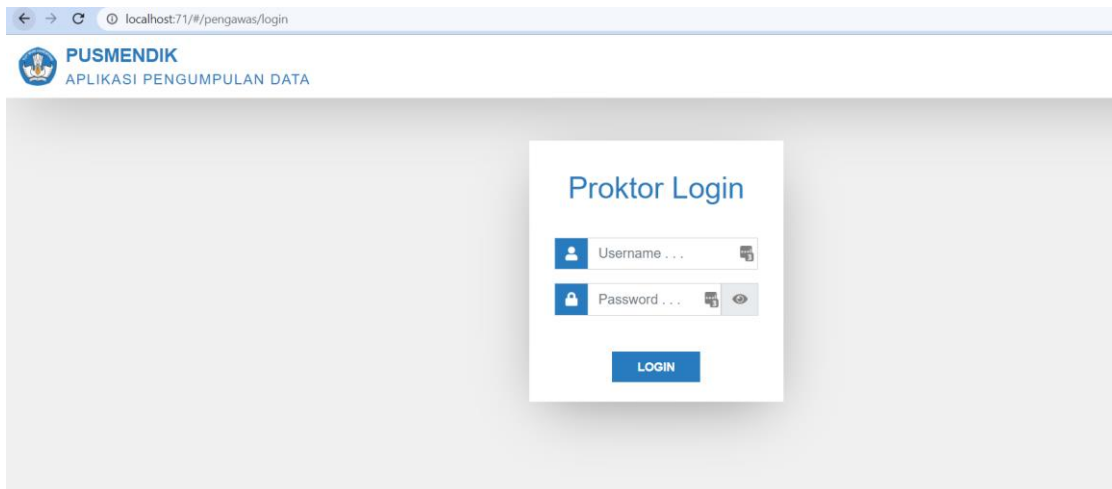 localhost:71/#/pengawas/login
PUSMENDIK
APLIKASI PENGUMPULAN DATA
Proktor Login
Username . . .
Password . . .
LOGIN